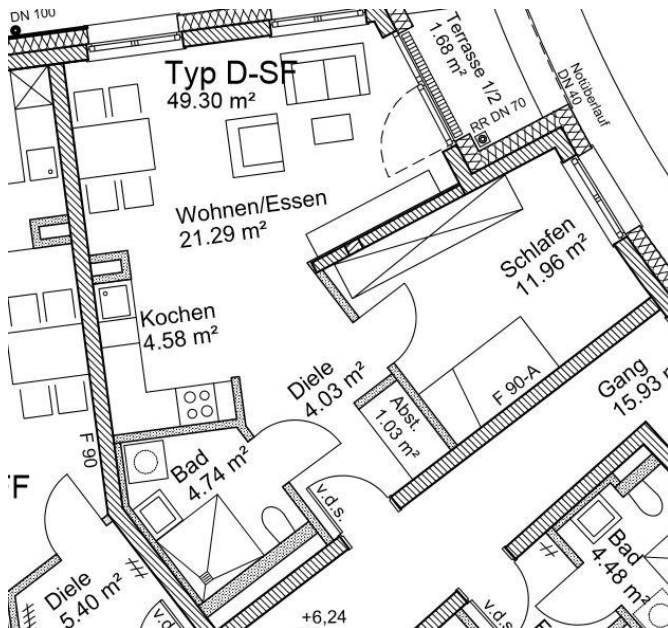 DN 100
Typ D-SF
49.30 m²
Terrasse 1/2
1.68 m²
RR DN 70
Notüberlauf
DN 40
Wohnen/Essen
21.29 m²
Schlafen
11.96 m²
Kochen
4.58 m²
Diele
4.03 m²
Abst.
1.03 m²
F 90-A
Gang
15.93 m²
F 90
Bad
4.74 m²
v.d.s.
Diele
5.40 m²
v.d
+6,24
v.d.s.
Bad
4.48 m²